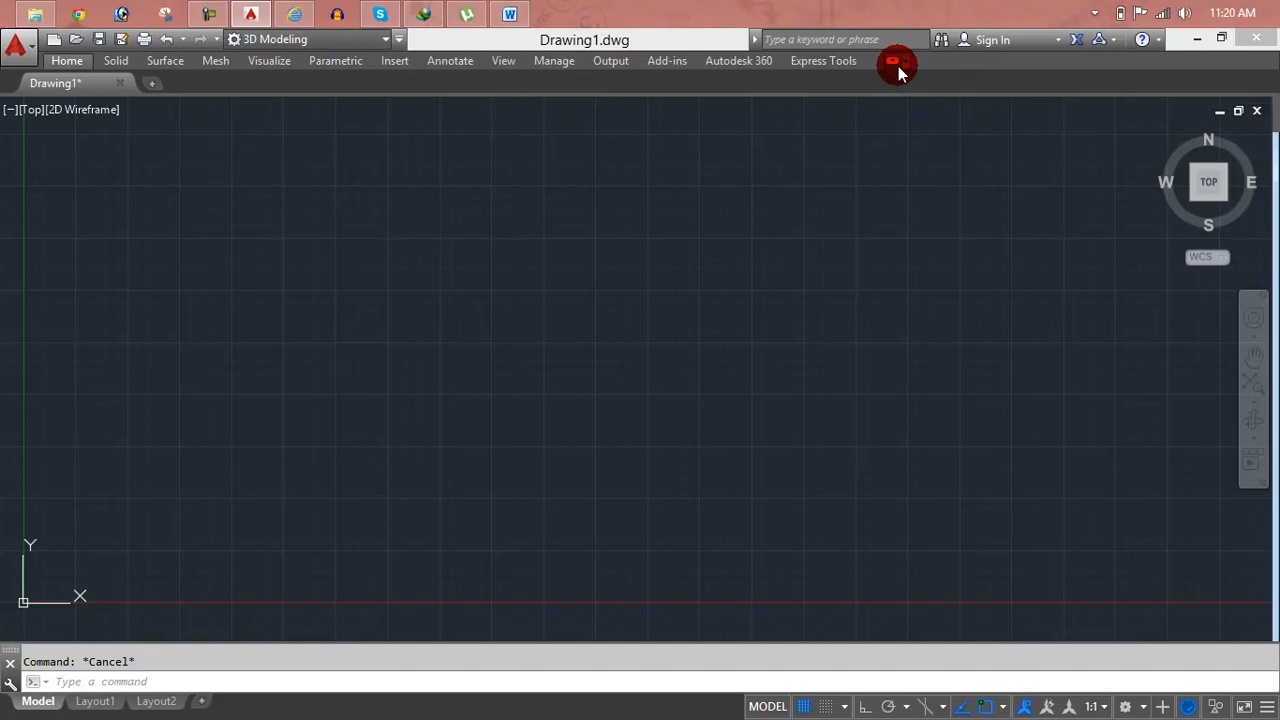 11:20 AM
3D Modeling
Drawing1.dwg
Type a keyword or phrase
Sign In
Home Solid Surface Mesh Visualize Parametric Insert Annotate View Manage Output Add-ins Autodesk 360 Express Tools
Drawing1*
[−][Top][2D Wireframe]
N
W TOP E
S
WCS
Y
X
Command: *Cancel*
Type a command
Model Layout1 Layout2 +
MODEL 1:1